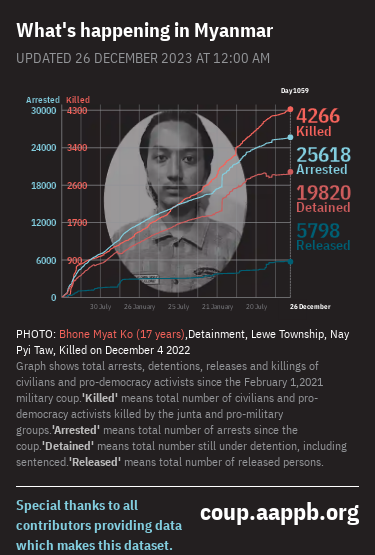 What's happening in Myanmar
UPDATED 26 DECEMBER 2023 AT 12:00 AM
Day1059
Arrested Killed
30000 4300
24000 3400
18000 2600
12000 1700
6000 900
0
4266
Killed
25618
Arrested
19820
Detained
5798
Released
30 July 26 January 25 July 21 January 20 July 26 December
PHOTO: Bhone Myat Ko (17 years),Detainment, Lewe Township, Nay
Pyi Taw, Killed on December 4 2022
Graph shows total arrests, detentions, releases and killings of
civilians and pro-democracy activists since the February 1,2021
military coup.'Killed' means total number of civilians and pro-
democracy activists killed by the junta and pro-military
groups.'Arrested' means total number of arrests since the
coup.'Detained' means total number still under detention, including
sentenced.'Released' means total number of released persons.
Special thanks to all
contributors providing data
which makes this dataset.
coup.aappb.org